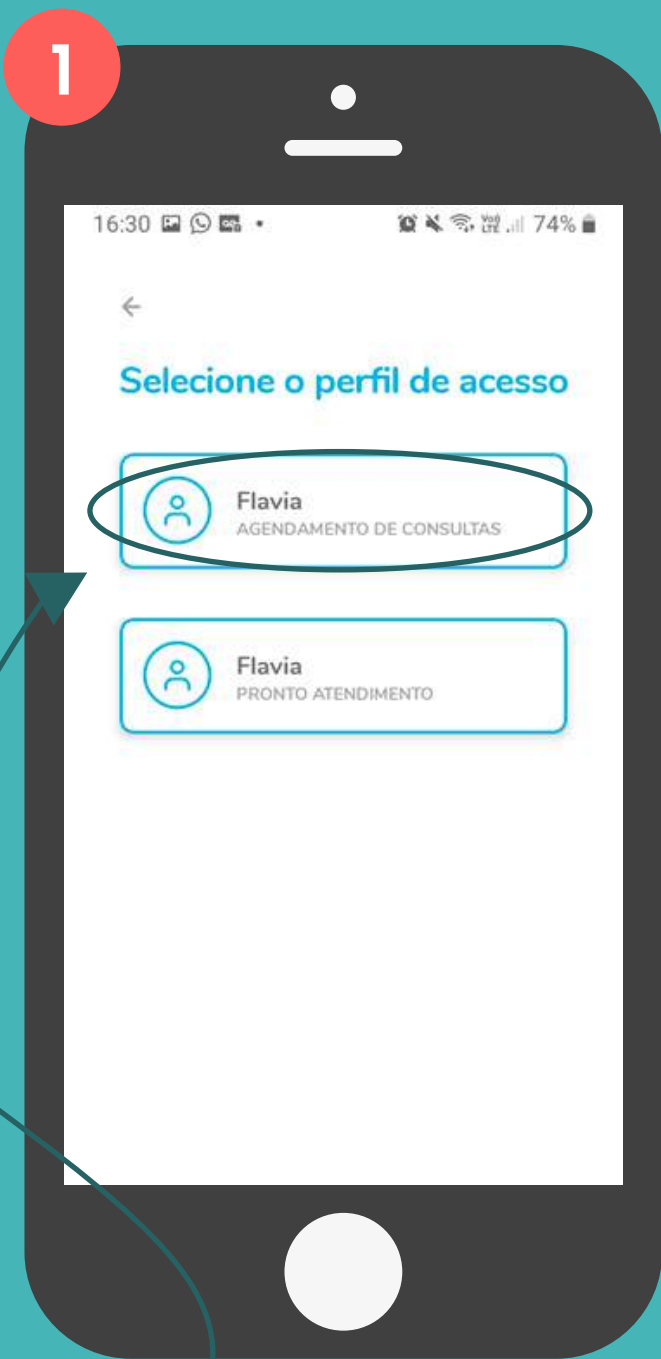 1
16:30 74%
Selecione o perfil de acesso
Flavia
AGENDAMENTO DE CONSULTAS
Flavia
PRONTO ATENDIMENTO